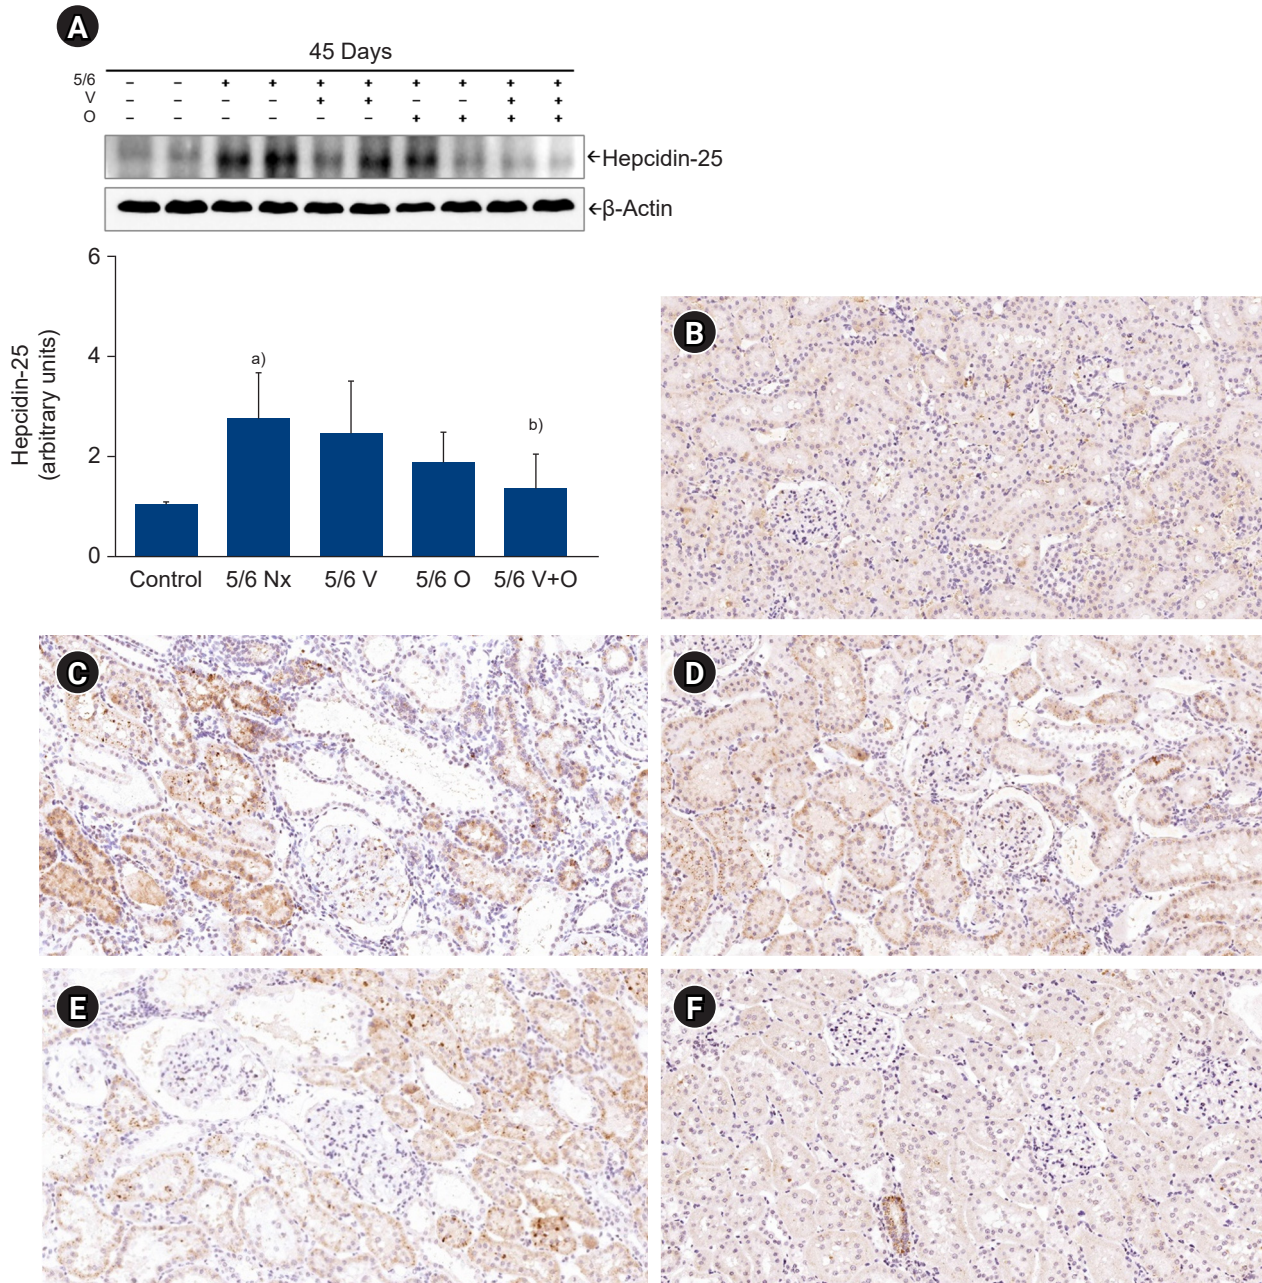 A
45 Days
5/6 – – + + + + + + + +
V – – – – + + – – + +
O – – – – – – + + + +
←Hepcidin-25
←β-Actin
Hepcidin-25
(arbitrary units)
6
4
2
0
a)
b)
Control 5/6 Nx 5/6 V 5/6 O 5/6 V+O
B
C
D
E
F